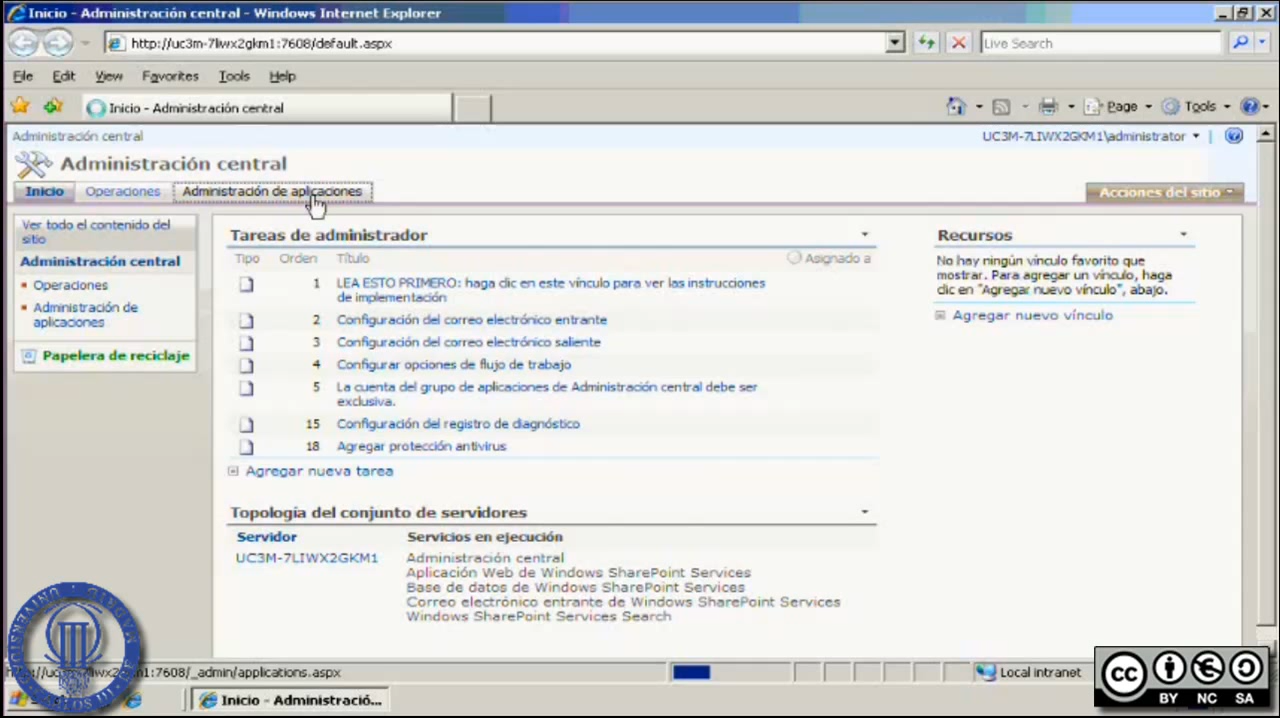 Inicio - Administración central - Windows Internet Explorer
http://uc3m-7liwx2gkm1:7608/default.aspx
Live Search
File Edit View Favorites Tools Help
Inicio - Administración central
Page Tools
Administración central
UC3M-7LIWX2GKM1\administrator
Administración central
Inicio Operaciones Administración de aplicaciones
Acciones del sitio
Ver todo el contenido del sitio
Administración central
Operaciones
Administración de aplicaciones
Papelera de reciclaje
Tareas de administrador
Tipo Orden Título Asignado a
1 LEA ESTO PRIMERO: haga clic en este vínculo para ver las instrucciones
de implementación
2 Configuración del correo electrónico entrante
3 Configuración del correo electrónico saliente
4 Configurar opciones de flujo de trabajo
5 La cuenta del grupo de aplicaciones de Administración central debe ser
exclusiva.
15 Configuración del registro de diagnóstico
18 Agregar protección antivirus
Agregar nueva tarea
Topología del conjunto de servidores
Servidor Servicios en ejecución
UC3M-7LIWX2GKM1 Administración central
Aplicación Web de Windows SharePoint Services
Base de datos de Windows SharePoint Services
Correo electrónico entrante de Windows SharePoint Services
Windows SharePoint Services Search
Recursos
No hay ningún vínculo favorito que
mostrar. Para agregar un vínculo, haga
clic en "Agregar nuevo vínculo", abajo.
Agregar nuevo vínculo
:7608/_admin/applications.aspx
Local intranet
Inicio - Administració...
CC BY NC SA